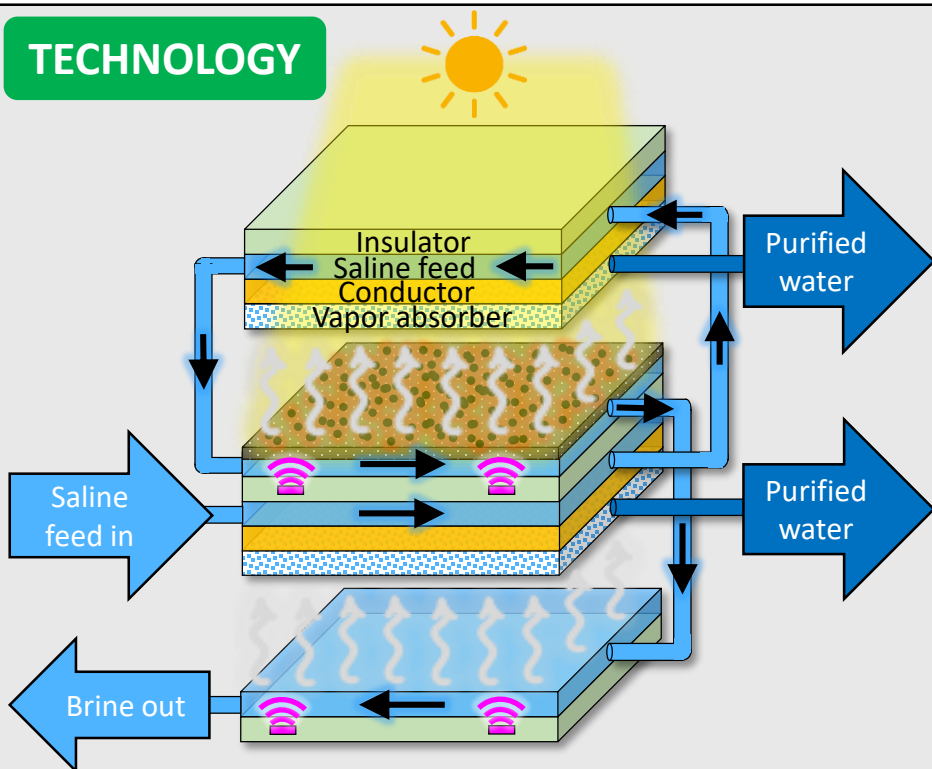 TECHNOLOGY
Insulator
Saline feed
Conductor
Vapor absorber
Purified
water
Saline
feed in
Purified
water
Brine out